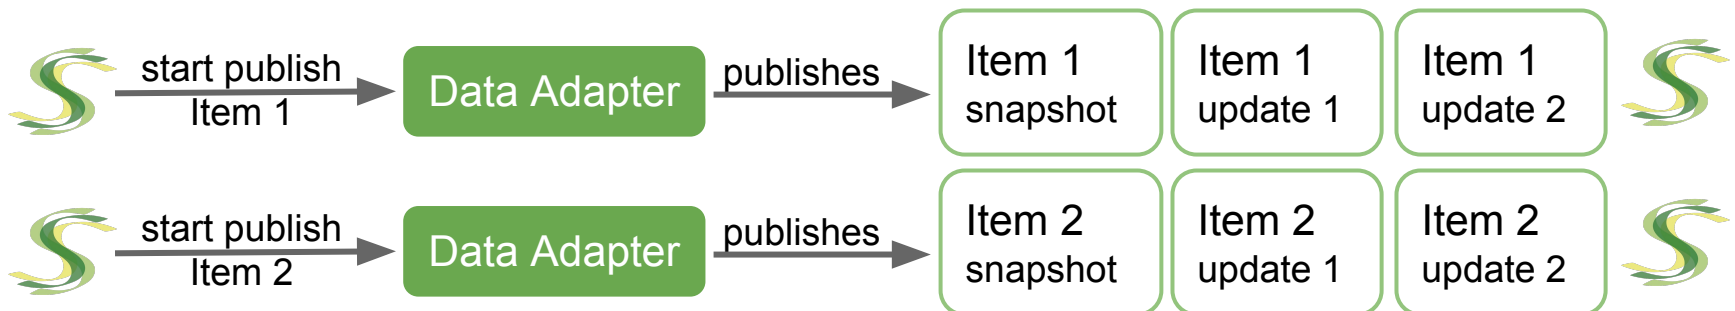 start publish
Item 1
Data Adapter
publishes
Item 1
snapshot
Item 1
update 1
Item 1
update 2
start publish
Item 2
Data Adapter
publishes
Item 2
snapshot
Item 2
update 1
Item 2
update 2